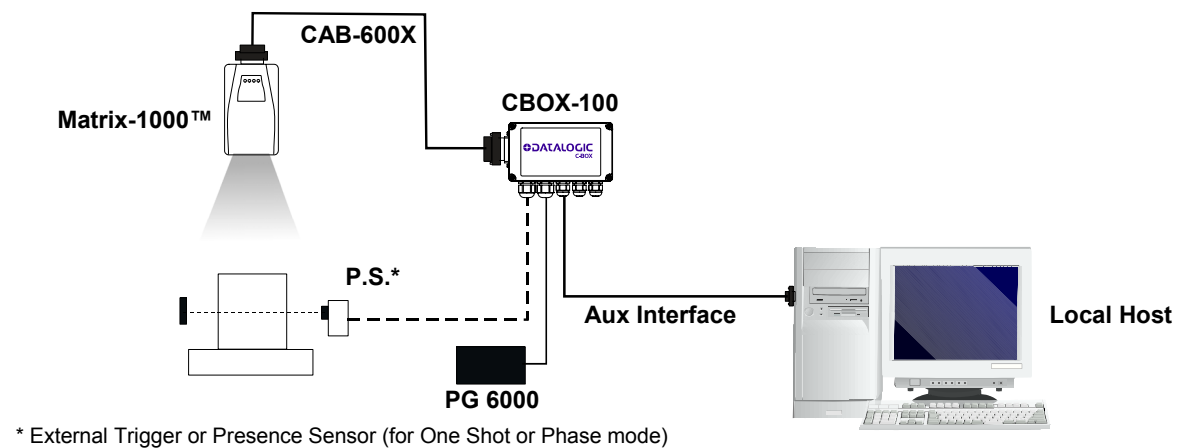 CAB-600X
Matrix-1000™
CBOX-100
DATALOGIC
C-BOX
P.S.*
Aux Interface
Local Host
PG 6000
* External Trigger or Presence Sensor (for One Shot or Phase mode)